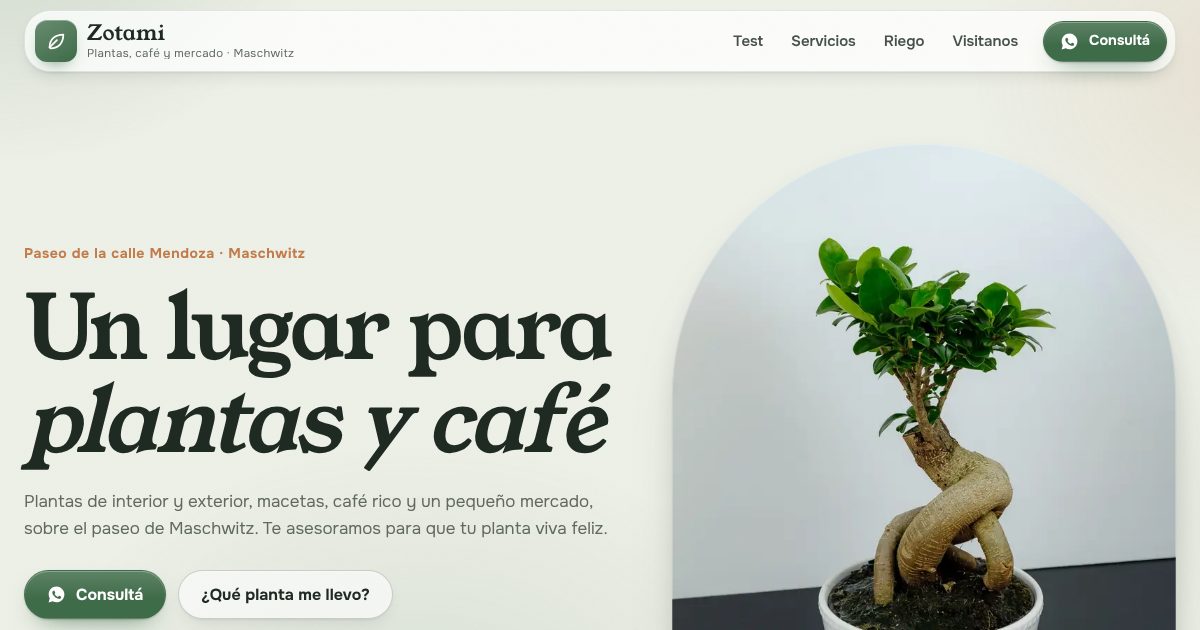 Zotami
Plantas, café y mercado · Maschwitz
Test
Servicios
Riego
Visitanos
Consultá
Paseo de la calle Mendoza · Maschwitz
Un lugar para
plantas y café
Plantas de interior y exterior, macetas, café rico y un pequeño mercado,
sobre el paseo de Maschwitz. Te asesoramos para que tu planta viva feliz.
Consultá
¿Qué planta me llevo?